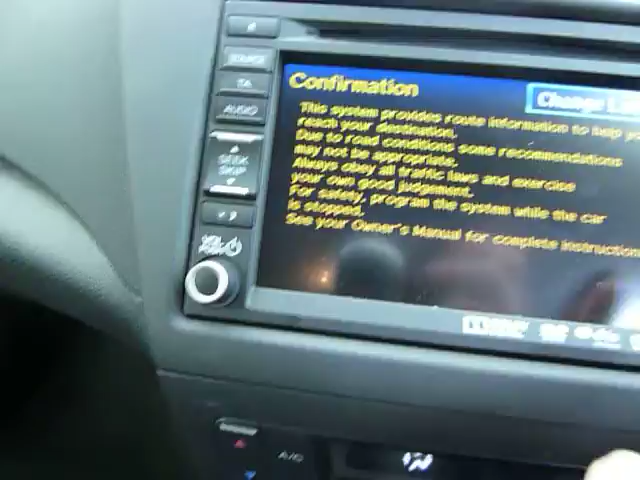 SOURCE
TA
AUDIO
SEEK
SKIP
Confirmation
Change
This system provides route information to help
reach your destination.
Due to road conditions some recommendations
may not be appropriate.
Always obey all traffic laws and exercise
your own good judgement.
For safety, program the system while the car
is stopped.
See your Owner's Manual for complete
A/C